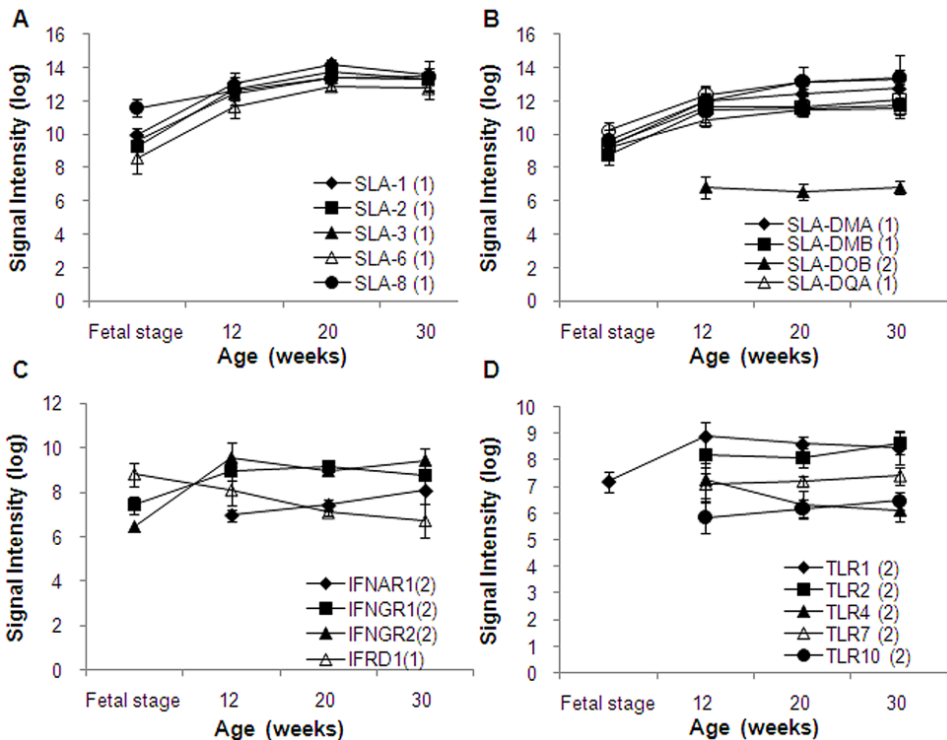 A
Signal Intensity (log)
16
14
12
10
8
6
4
2
0
SLA-1 (1)
SLA-2 (1)
SLA-3 (1)
SLA-6 (1)
SLA-8 (1)
Fetal stage 12 20 30
Age (weeks)
B
Signal Intensity (log)
16
14
12
10
8
6
4
2
0
SLA-DMA (1)
SLA-DMB (1)
SLA-DOB (2)
SLA-DQA (1)
Fetal stage 12 20 30
Age (weeks)
C
Signal Intensity (log)
12
10
8
6
4
2
0
IFNAR1(2)
IFNGR1(2)
IFNGR2(2)
IFRD1(1)
Fetal stage 12 20 30
Age (weeks)
D
Signal Intensity (log)
10
9
8
7
6
5
4
3
2
1
0
TLR1 (2)
TLR2 (2)
TLR4 (2)
TLR7 (2)
TLR10 (2)
Fetal stage 12 20 30
Age (weeks)